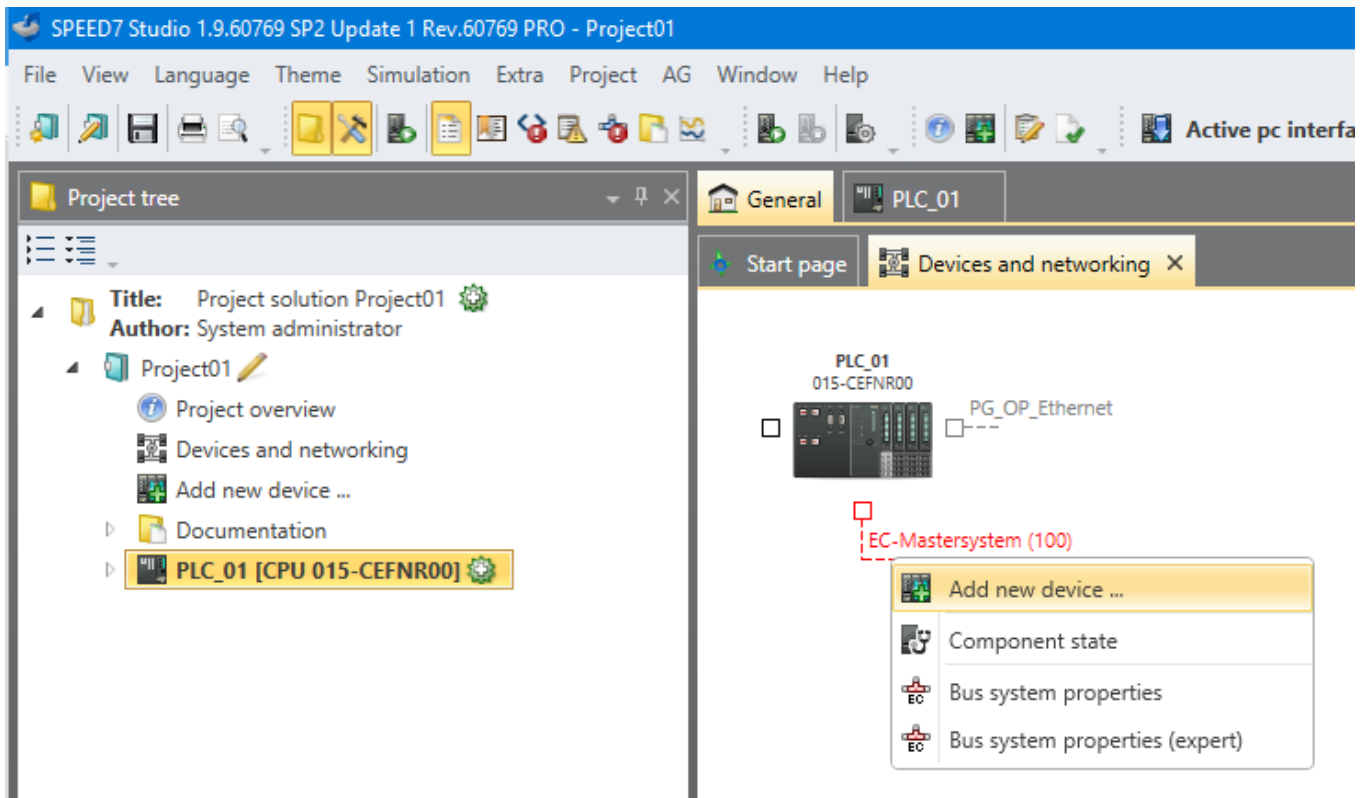 SPEED7 Studio 1.9.60769 SP2 Update 1 Rev.60769 PRO - Project01
File View Language Theme Simulation Extra Project AG Window Help
Active pc interfa
Project tree
General
PLC_01
Start page
Devices and networking
Title: Project solution Project01
Author: System administrator
Project01
Project overview
Devices and networking
Add new device ...
Documentation
PLC_01 [CPU 015-CEFNR00]
PLC_01
015-CEFNR00
PG_OP_Ethernet
EC-Mastersystem (100)
Add new device ...
Component state
EC
Bus system properties
EC
Bus system properties (expert)